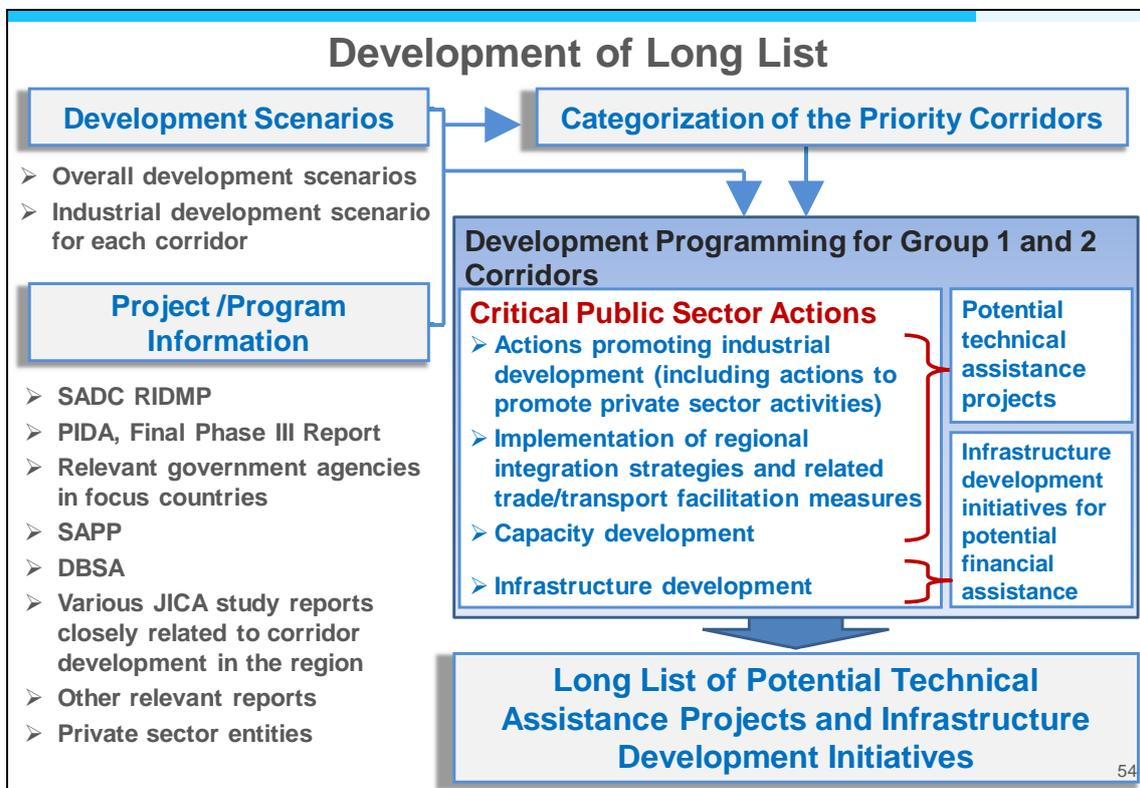 Development of Long List
Development Scenarios
➢ Overall development scenarios
➢ Industrial development scenario
for each corridor
Project /Program
Information
➢ SADC RIDMP
➢ PIDA, Final Phase III Report
➢ Relevant government agencies
in focus countries
➢ SAPP
➢ DBSA
➢ Various JICA study reports
closely related to corridor
development in the region
➢ Other relevant reports
➢ Private sector entities
Categorization of the Priority Corridors
Development Programming for Group 1 and 2
Corridors
Critical Public Sector Actions
➢ Actions promoting industrial
development (including actions to
promote private sector activities)
➢ Implementation of regional
integration strategies and related
trade/transport facilitation measures
➢ Capacity development
➢ Infrastructure development
Potential
technical
assistance
projects
Infrastructure
development
initiatives for
potential
financial
assistance
Long List of Potential Technical
Assistance Projects and Infrastructure
Development Initiatives
54